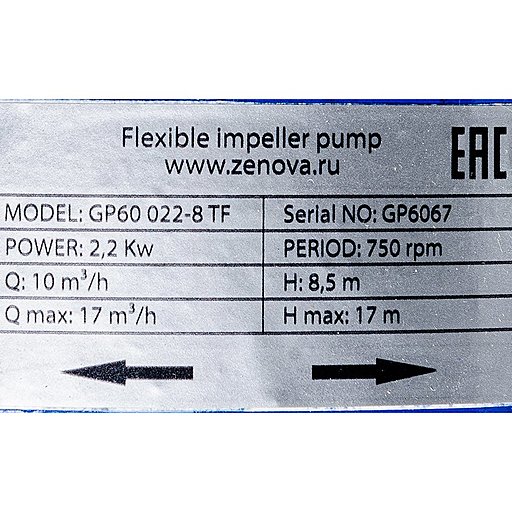 Flexible impeller pump
www.zenova.ru
EAC
MODEL: GP60 022-8 TF
Serial NO: GP6067
POWER: 2,2 Kw
PERIOD: 750 rpm
Q: 10 m³/h
H: 8,5 m
Q max: 17 m³/h
H max: 17 m